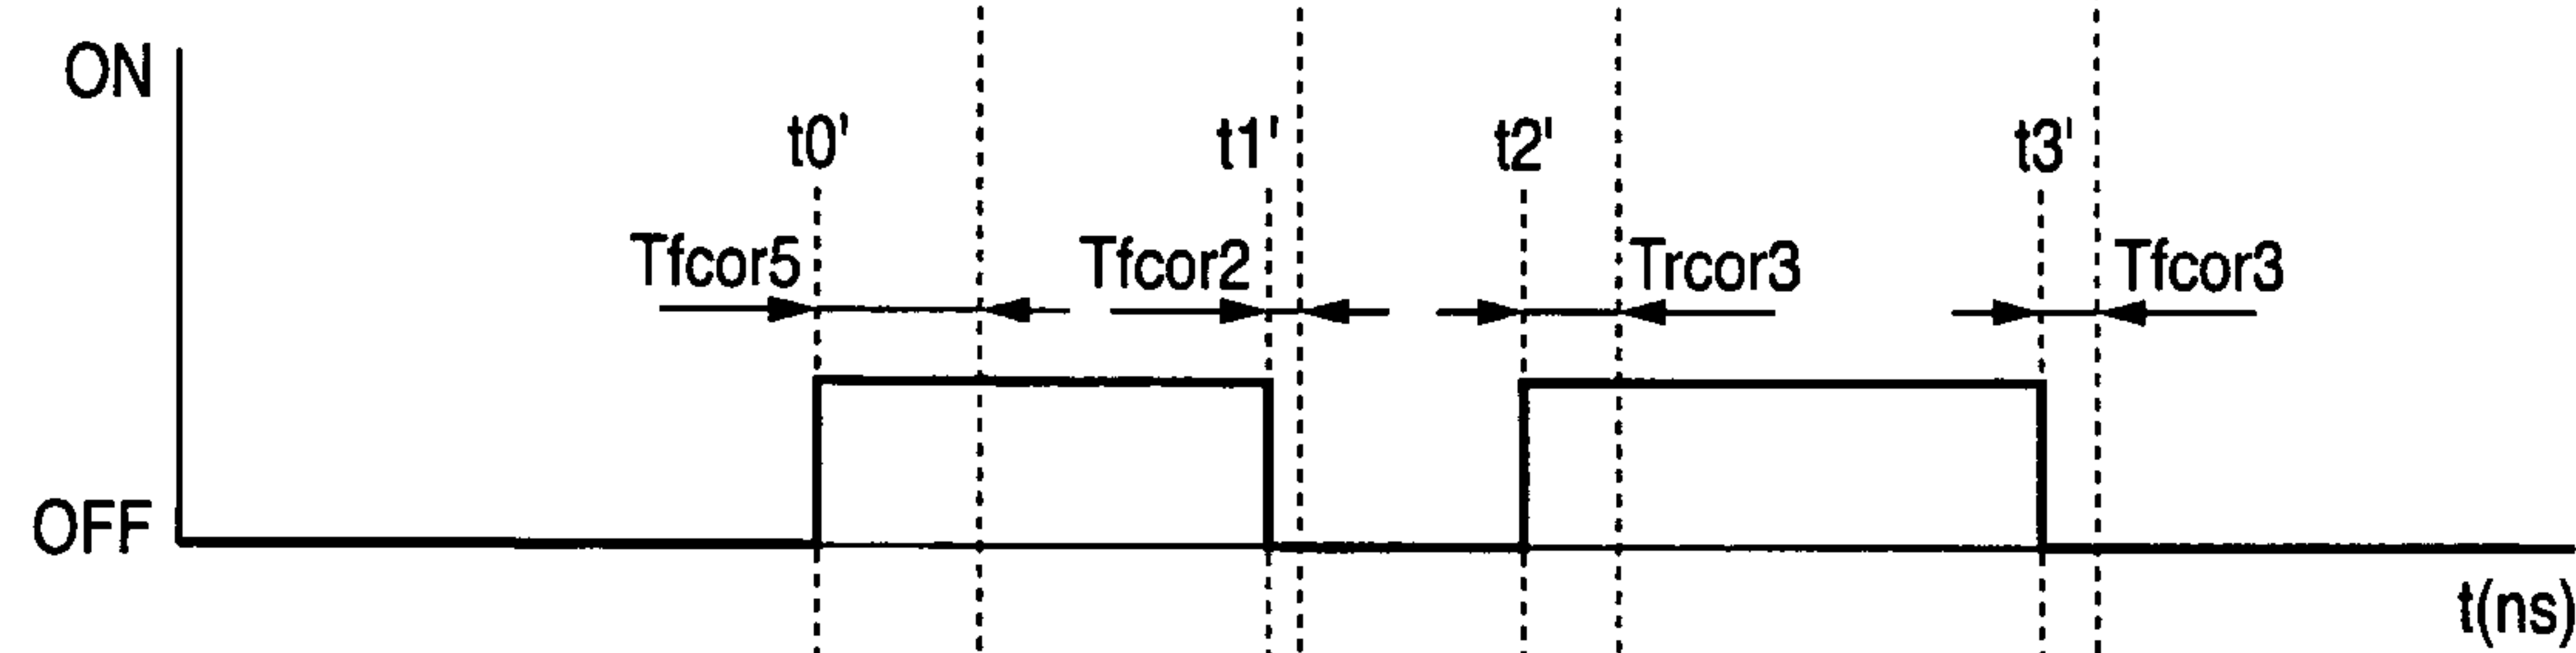 ON
t0' t1' t2' t3'
Tfcor5 Tfcor2 Trcor3 Tfcor3
OFF
t(ns)